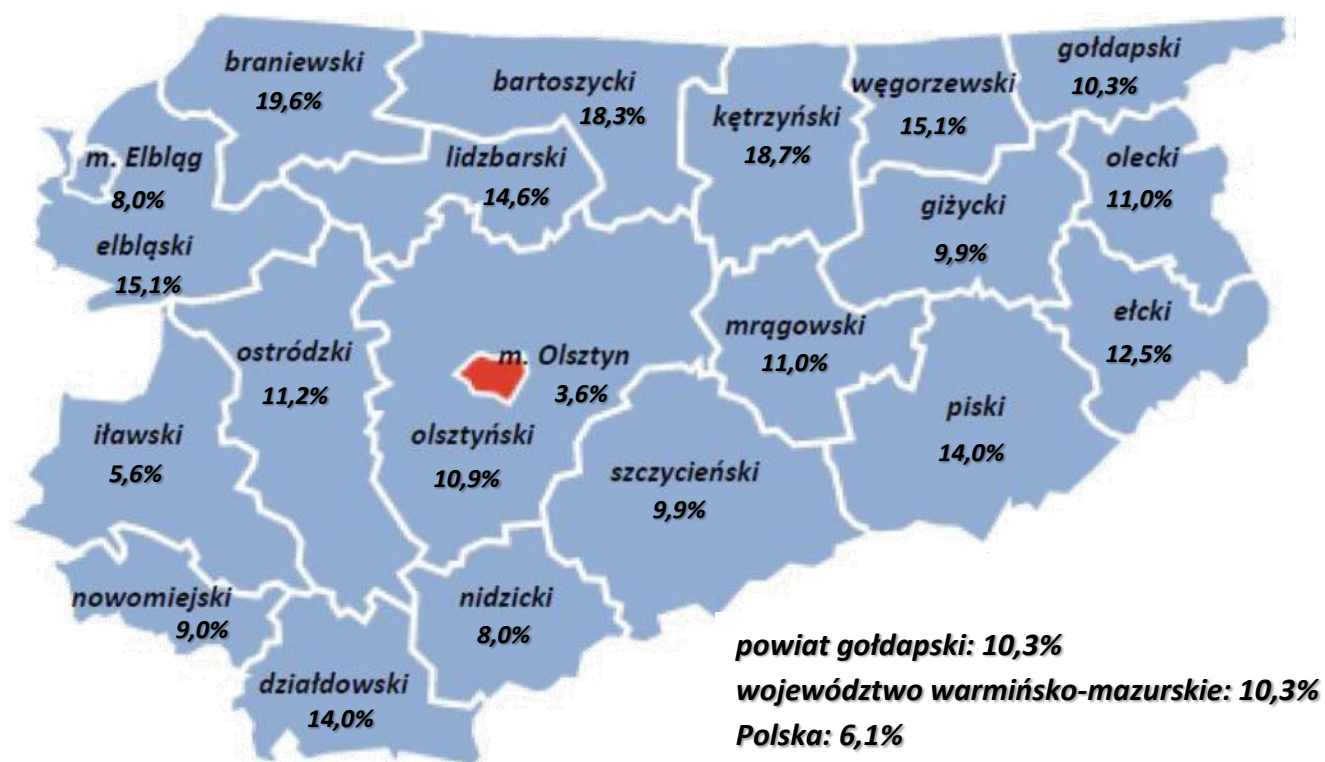 braniewski
19,6%
bartoszycki
18,3%
kętrzyński
18,7%
węgorzewski
15,1%
gołdapski
10,3%
m. Elbląg
8,0%
lidzbarski
14,6%
olecki
11,0%
elbląski
15,1%
giżycki
9,9%
ostródzki
11,2%
m. Olsztyn
3,6%
mrągowski
11,0%
ełcki
12,5%
iławski
5,6%
olsztyński
10,9%
szczycieński
9,9%
piski
14,0%
nowomiejski
9,0%
nidzicki
8,0%
działdowski
14,0%
powiat gołdapski: 10,3%
województwo warmińsko-mazurskie: 10,3%
Polska: 6,1%